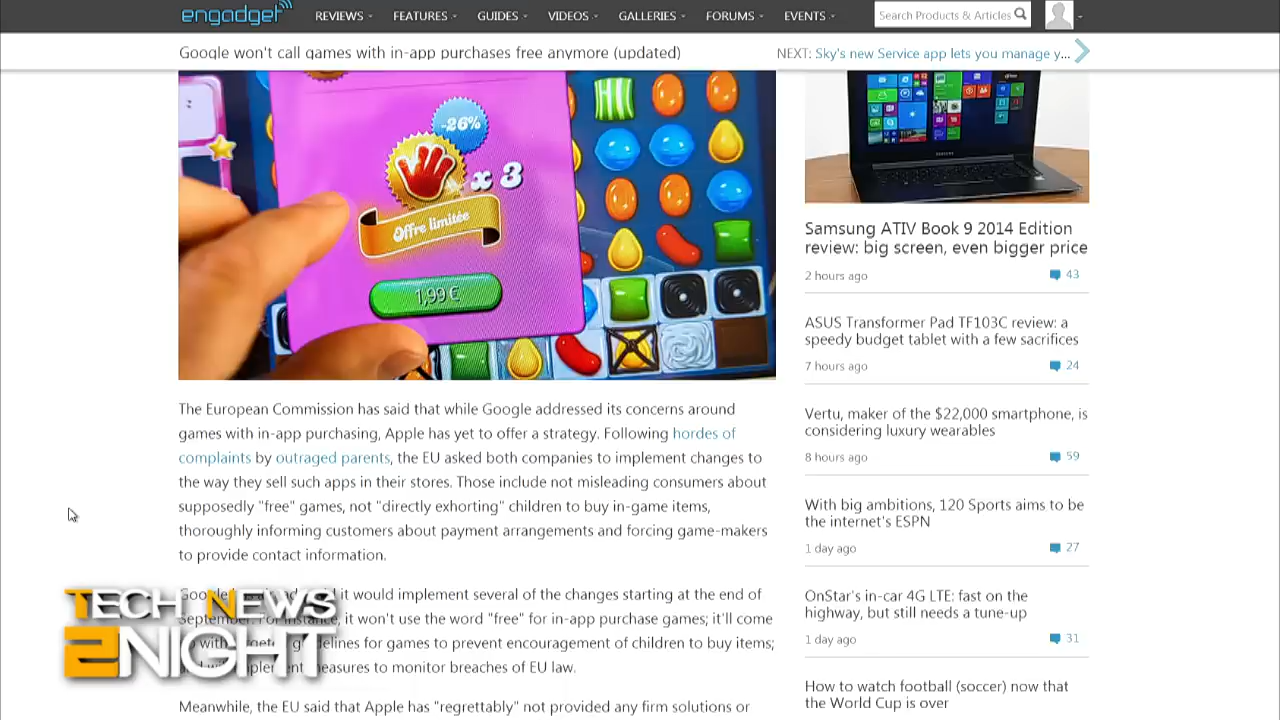 engadget
REVIEWS
FEATURES
GUIDES
VIDEOS
GALLERIES
FORUMS
EVENTS
Search Products & Articles
Google won't call games with in-app purchases free anymore (updated)
NEXT: Sky's new Service app lets you manage y...
-26%
x 3
Offre limitée
1,99 €
The European Commission has said that while Google addressed its concerns around
games with in-app purchasing, Apple has yet to offer a strategy. Following hordes of
complaints by outraged parents, the EU asked both companies to implement changes to
the way they sell such apps in their stores. Those include not misleading consumers about
supposedly "free" games, not "directly exhorting" children to buy in-game items,
thoroughly informing customers about payment arrangements and forcing game-makers
to provide contact information.
it would implement several of the changes starting at the end of
it won't use the word "free" for in-app purchase games; it'll come
for games to prevent encouragement of children to buy items;
measures to monitor breaches of EU law.
Meanwhile, the EU said that Apple has "regrettably" not provided any firm solutions or
TECH NEWS
2NIGHT
SAMSUNG
Samsung ATIV Book 9 2014 Edition
review: big screen, even bigger price
2 hours ago
43
ASUS Transformer Pad TF103C review: a
speedy budget tablet with a few sacrifices
7 hours ago
24
Vertu, maker of the $22,000 smartphone, is
considering luxury wearables
8 hours ago
59
With big ambitions, 120 Sports aims to be
the internet's ESPN
1 day ago
27
OnStar's in-car 4G LTE: fast on the
highway, but still needs a tune-up
1 day ago
31
How to watch football (soccer) now that
the World Cup is over